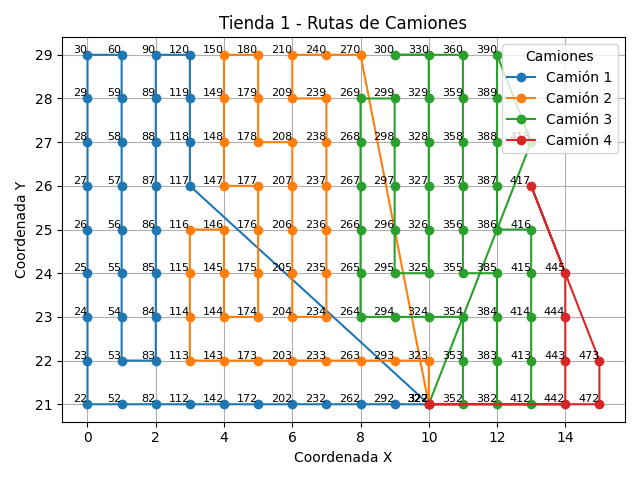 Tienda 1 - Rutas de Camiones
Camiones
Camión 1
Camión 2
Camión 3
Camión 4
Coordenada Y
29 30 60 90 120 150 180 210 240 270 300 330 360 390
28 29 59 89 119 149 179 209 239 269 299 329 359 389
27 28 58 88 118 148 178 208 238 268 298 328 358 388
26 27 57 87 117 147 177 207 237 267 297 327 357 387 417
25 26 56 86 116 146 176 206 236 266 296 326 356 386 416
24 25 55 85 115 145 175 205 235 265 295 325 355 385 415 445
23 24 54 84 114 144 174 204 234 264 294 324 354 384 414 444
22 23 53 83 113 143 173 203 233 263 293 323 353 383 413 443 473
21 22 52 82 112 142 172 202 232 262 292 322 352 382 412 442 472
0 2 4 6 8 10 12 14
Coordenada X